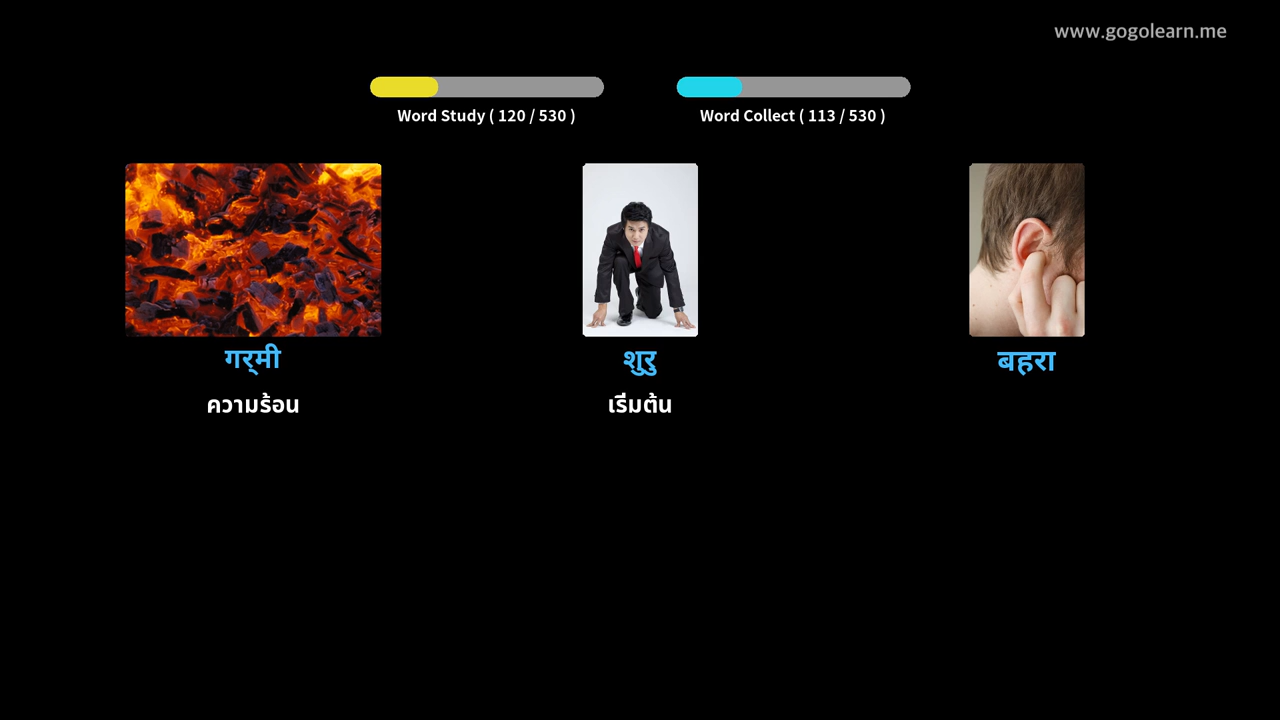 www.gogolearn.me
Word Study ( 120 / 530 )
Word Collect ( 113 / 530 )
गर्‌मी
शुरु
बहरा
ความร้อน
เริ่มต้น